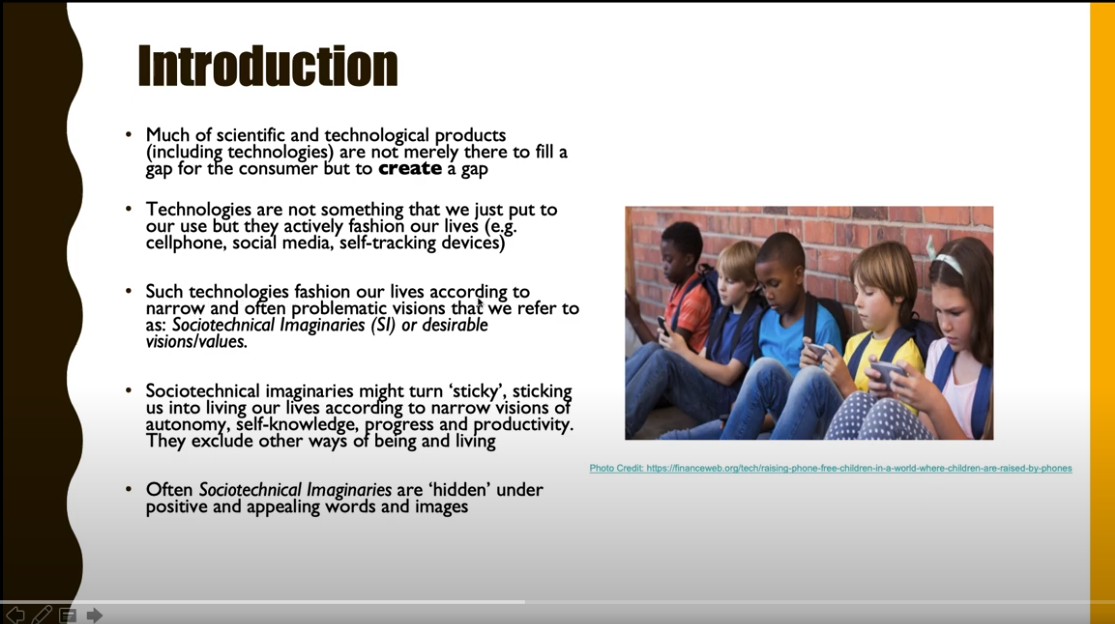 Introduction
• Much of scientific and technological products
(including technologies) are not merely there to fill a
gap for the consumer but to create a gap
• Technologies are not something that we just put to
our use but they actively fashion our lives (e.g.
cellphone, social media, self-tracking devices)
• Such technologies fashion our lives according to
narrow and often problematic visions that we refer to
as: Sociotechnical Imaginaries (SI) or desirable
visions/values.
• Sociotechnical imaginaries might turn ‘sticky’, sticking
us into living our lives according to narrow visions of
autonomy, self-knowledge, progress and productivity.
They exclude other ways of being and living
• Often Sociotechnical Imaginaries are ‘hidden’ under
positive and appealing words and images
Photo Credit: https://financeweb.org/tech/raising-phone-free-children-in-a-world-where-children-are-raised-by-phones